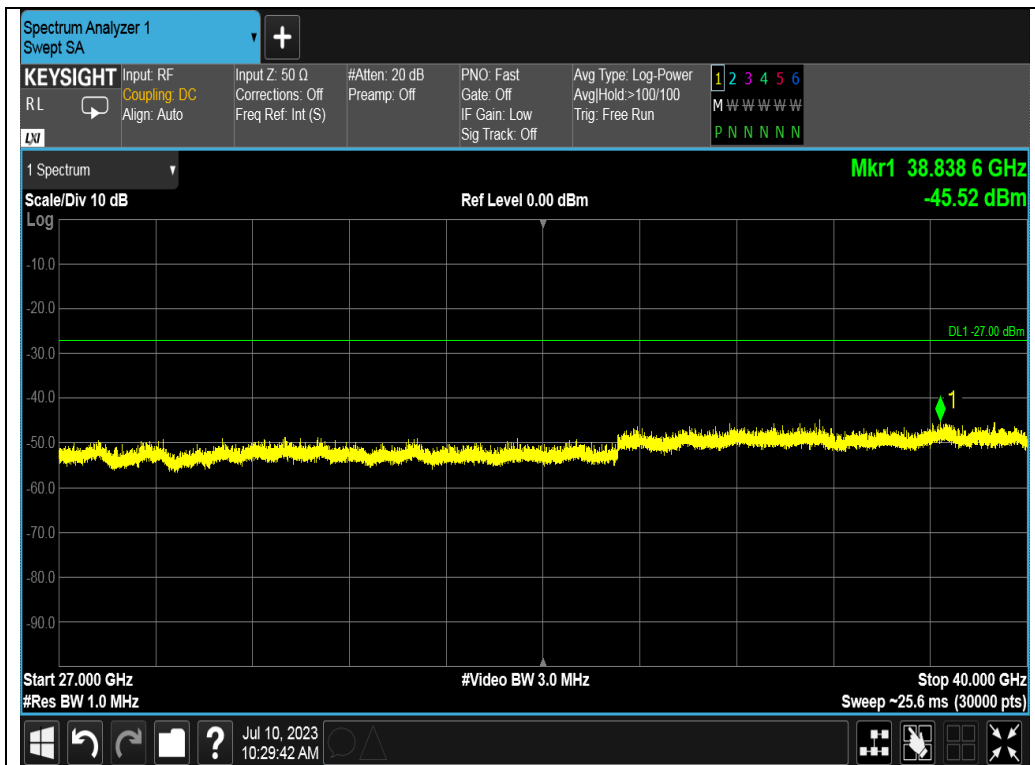 Spectrum Analyzer 1
Swept SA
+
KEYSIGHT
R L
LXI
Input: RF
Coupling: DC
Align: Auto
Input Z: 50 Ω
Corrections: Off
Freq Ref: Int (S)
#Atten: 20 dB
Preamp: Off
PNO: Fast
Gate: Off
IF Gain: Low
Sig Track: Off
Avg Type: Log-Power
Avg|Hold:>100/100
Trig: Free Run
1 2 3 4 5 6
M W W W W W
P N N N N N
1 Spectrum
Mkr1 38.838 6 GHz
-45.52 dBm
Scale/Div 10 dB
Ref Level 0.00 dBm
Log
-10.0
-20.0
DL1 -27.00 dBm
-30.0
-40.0
1
-50.0
-60.0
-70.0
-80.0
-90.0
Start 27.000 GHz
#Video BW 3.0 MHz
Stop 40.000 GHz
#Res BW 1.0 MHz
Sweep ~25.6 ms (30000 pts)
?
Jul 10, 2023
10:29:42 AM